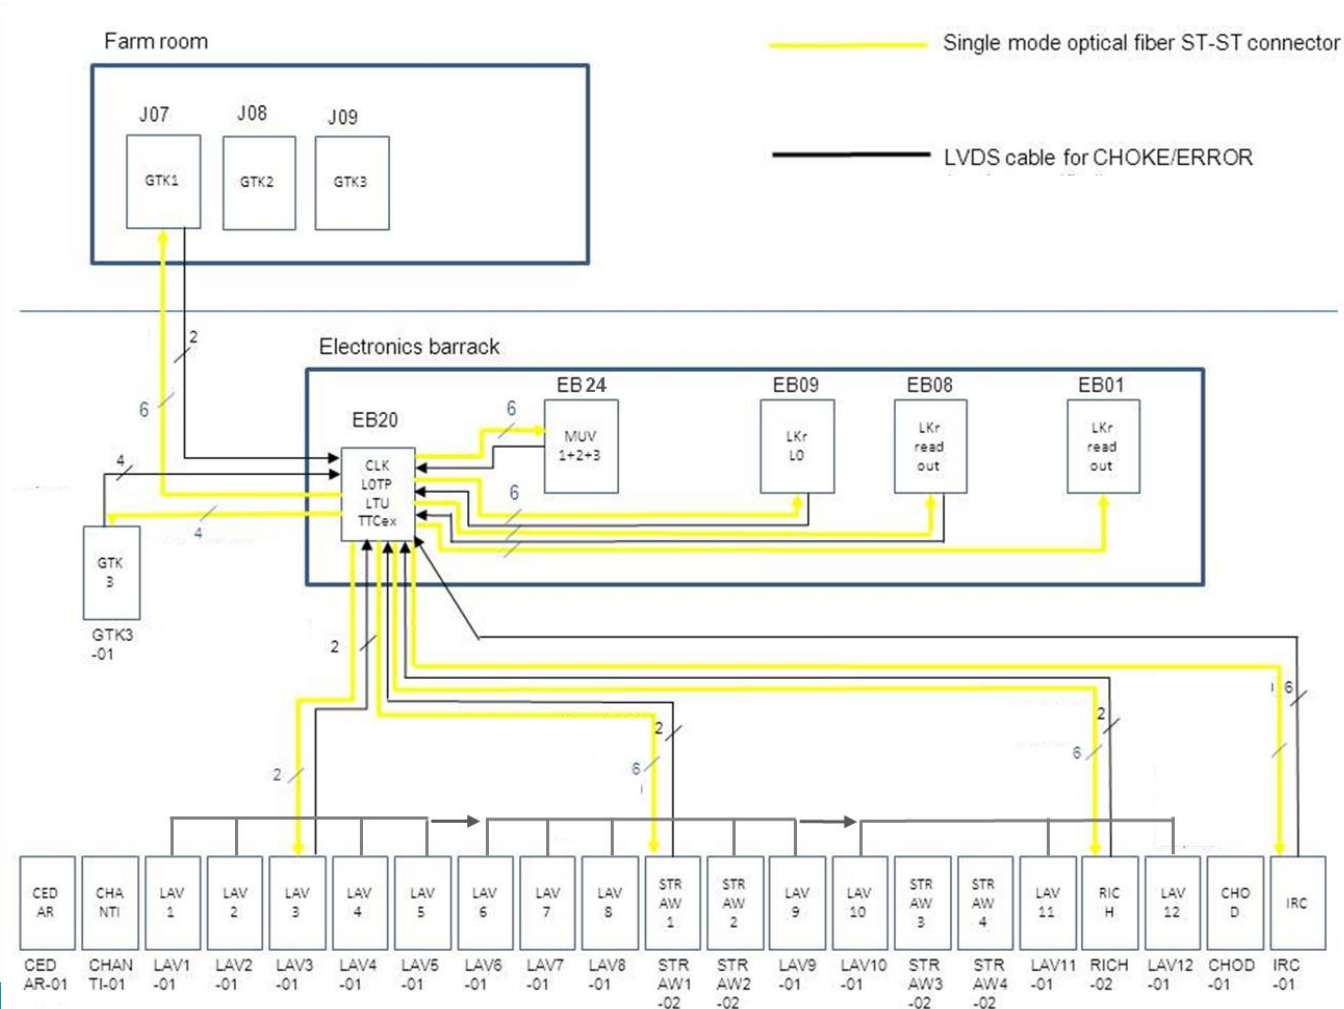 Farm room
Single mode optical fiber ST-ST connector
J07
J08
J09
GTK1
GTK2
GTK3
LVDS cable for CHOKE/ERROR
2
Electronics barrack
6
EB20
EB24
EB09
EB08
EB01
6
MUV
1+2+3
LKr
L0
LKr
read
out
LKr
read
out
CLK
L0TP
LTU
TTCex
4
6
4
GTK
3
GTK3
-01
2
6
2
2
6
6
2
CED
AR
CHA
NTI
LAV
1
LAV
2
LAV
3
LAV
4
LAV
5
LAV
6
LAV
7
LAV
8
STR
AW
1
STR
AW
2
LAV
9
LAV
10
STR
AW
3
STR
AW
4
LAV
11
RIC
H
LAV
12
CHO
D
IRC
CED
AR-01
CHAN
TI-01
LAV1
-01
LAV2
-01
LAV3
-01
LAV4
-01
LAV5
-01
LAV6
-01
LAV7
-01
LAV8
-01
STR
AW1
-02
STR
AW2
-02
LAV9
-01
LAV10
-01
STR
AW3
-02
STR
AW4
-02
LAV11
-01
RICH
-02
LAV12
-01
CHOD
-01
IRC
-01